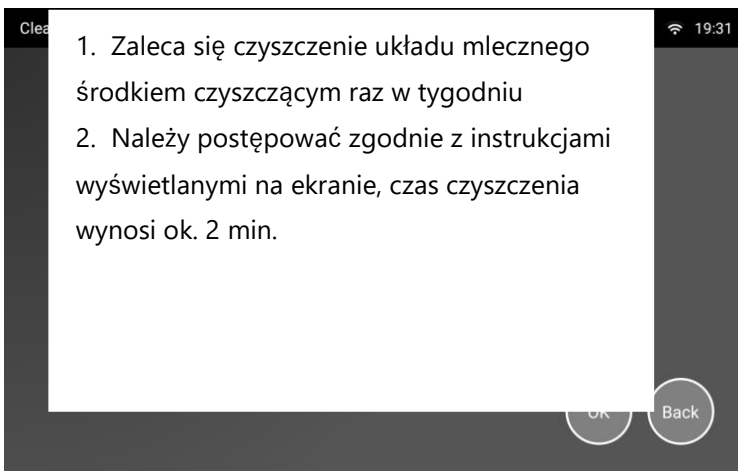 Clea
19:31
1. Zaleca się czyszczenie układu mlecznego
środkiem czyszczącym raz w tygodniu
2. Należy postępować zgodnie z instrukcjami
wyświetlanymi na ekranie, czas czyszczenia
wynosi ok. 2 min.
OK
Back